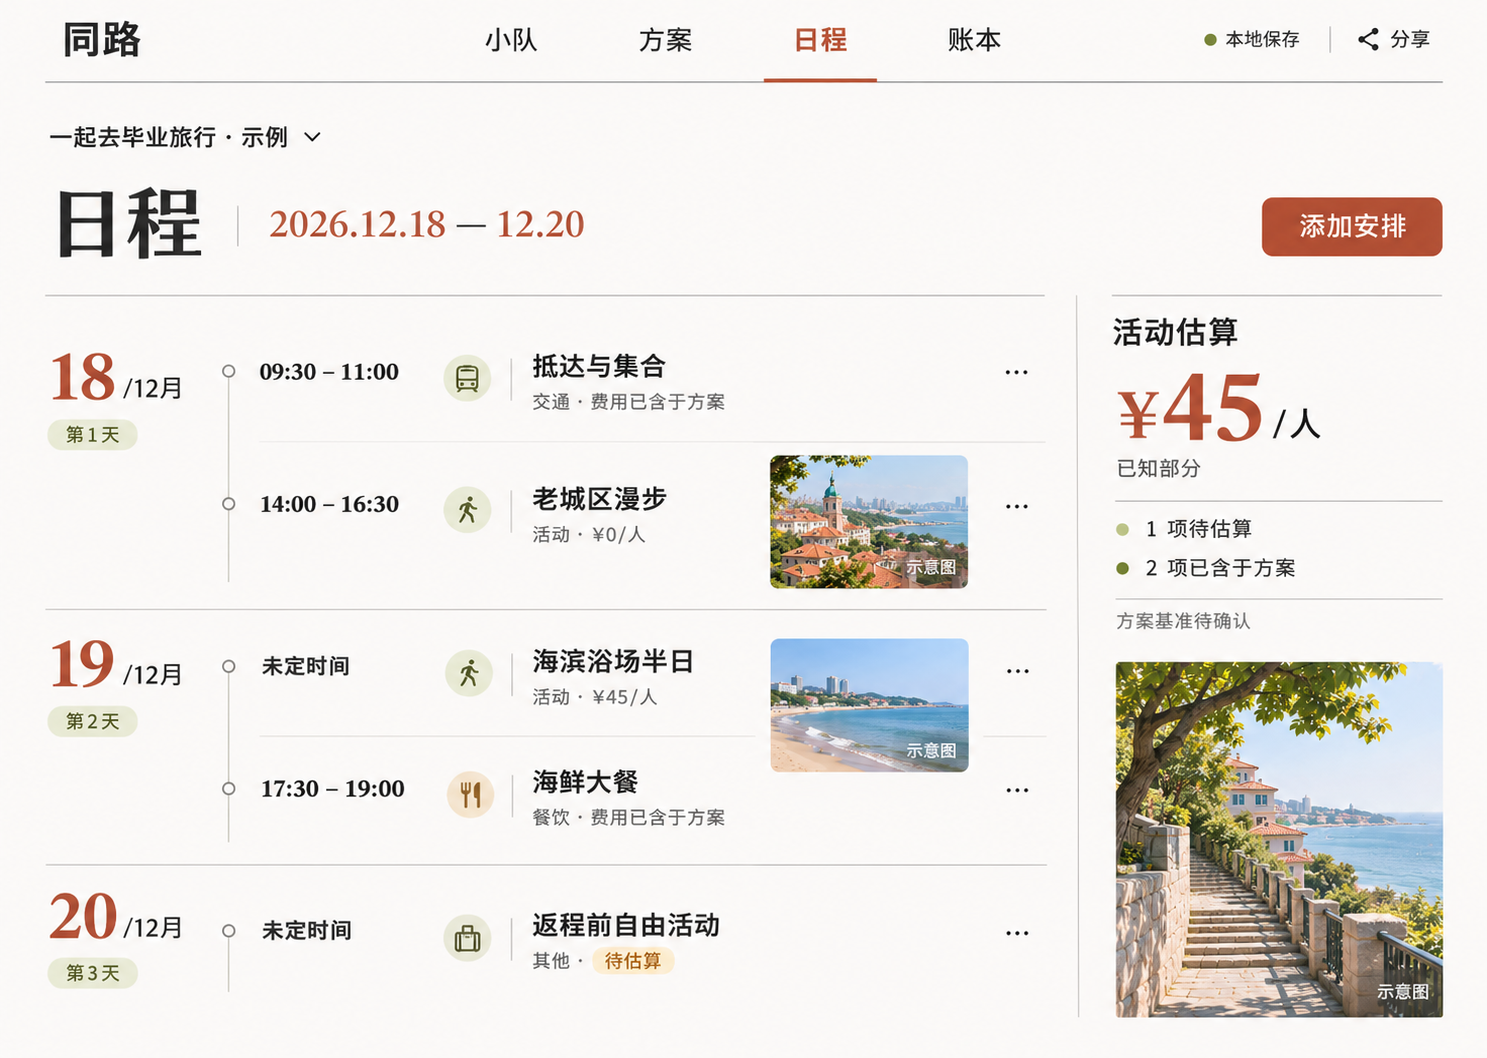 同路
小队
方案
日程
账本
本地保存
分享
一起去毕业旅行 · 示例
日程
2026.12.18 — 12.20
添加安排
18 /12月
第1天
09:30 – 11:00
抵达与集合
交通 · 费用已含于方案
...
14:00 – 16:30
老城区漫步
活动 · ¥0/人
示意图
...
19 /12月
第2天
未定时间
海滨浴场半日
活动 · ¥45/人
示意图
...
17:30 – 19:00
海鲜大餐
餐饮 · 费用已含于方案
...
20 /12月
第3天
未定时间
返程前自由活动
其他 · 待估算
...
活动估算
¥45 /人
已知部分
1 项待估算
2 项已含于方案
方案基准待确认
示意图